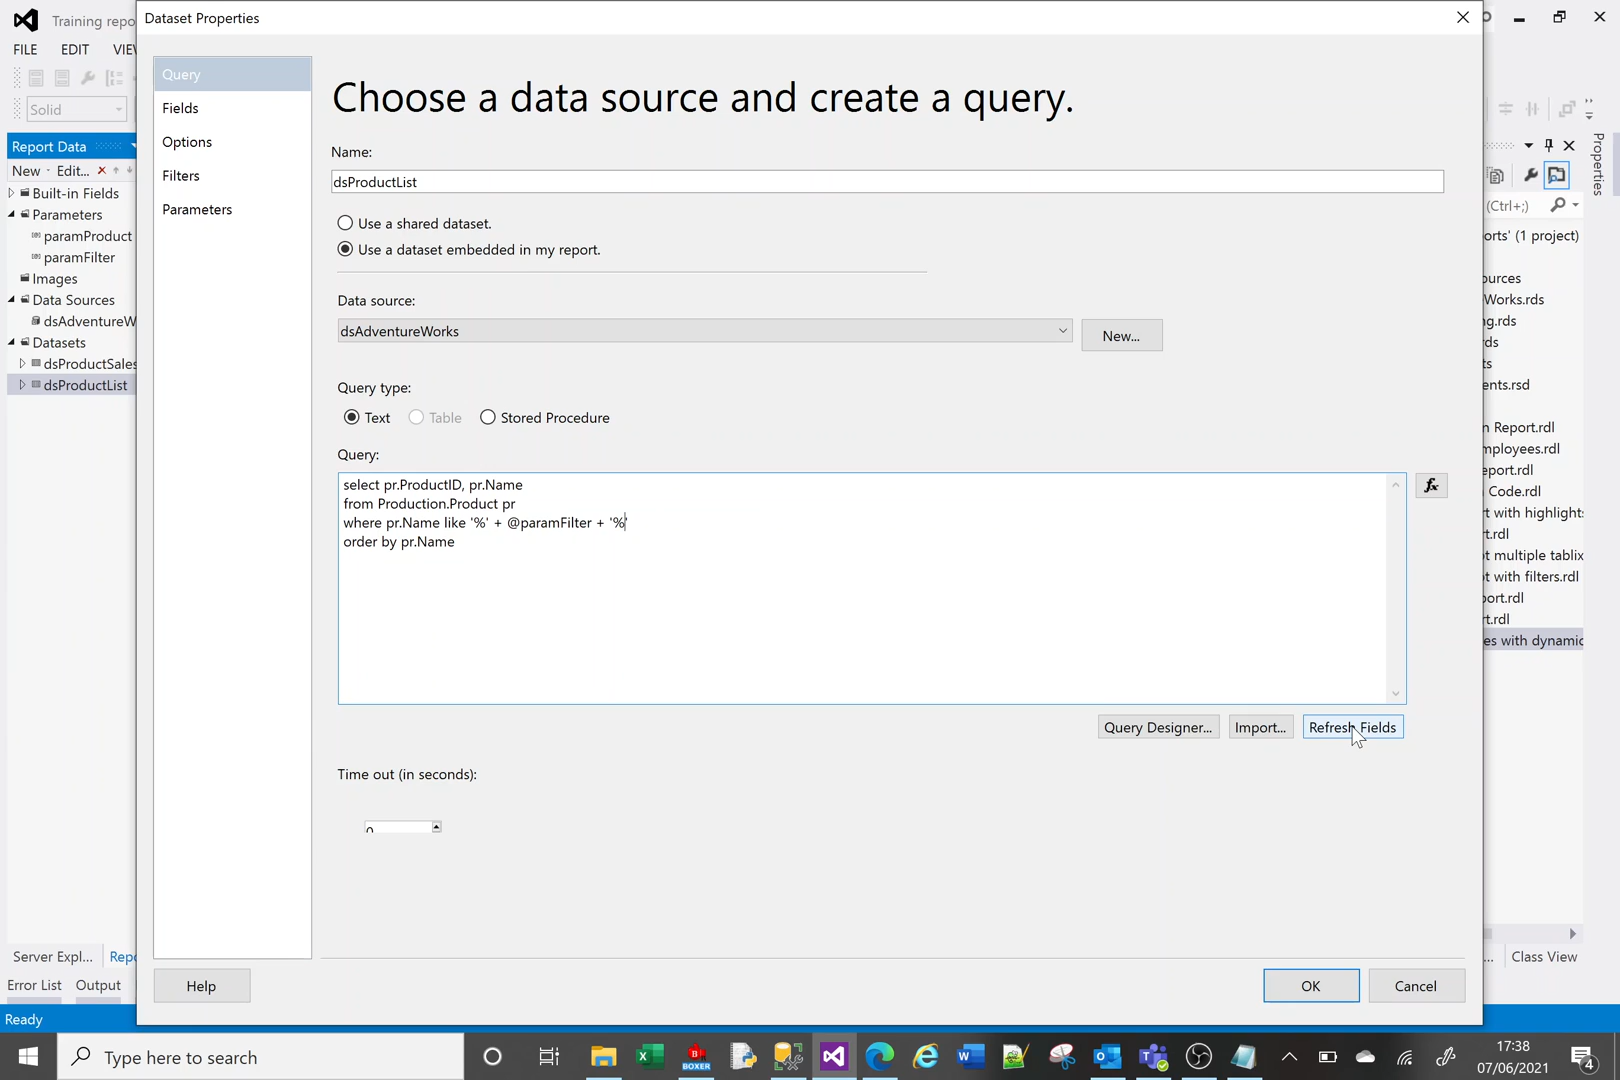 Training repo
Dataset Properties
FILE EDIT VIE
Solid
Report Data
New Edit...
Built-in Fields
Parameters
paramProduct
paramFilter
Images
Data Sources
dsAdventureW
Datasets
dsProductSales
dsProductList
Query
Fields
Options
Filters
Parameters
Choose a data source and create a query.
Name:
dsProductList
Use a shared dataset.
Use a dataset embedded in my report.
Data source:
dsAdventureWorks
New...
Query type:
Text Table Stored Procedure
Query:
select pr.ProductID, pr.Name
from Production.Product pr
where pr.Name like '%' + @paramFilter + '%'
order by pr.Name
fx
Query Designer... Import... Refresh Fields
Time out (in seconds):
0
Help
OK Cancel
Properties
(Ctrl+;)
orts' (1 project)
ources
Works.rds
ng.rds
rds
ts
ents.rsd
n Report.rdl
mployees.rdl
eport.rdl
n Code.rdl
t with highlights
rt.rdl
ot multiple tablix
ot with filters.rdl
port.rdl
rt.rdl
es with dynamic
Server Expl... Repo
... Class View
Error List Output
Ready
Type here to search
BOXER
17:38
07/06/2021
4